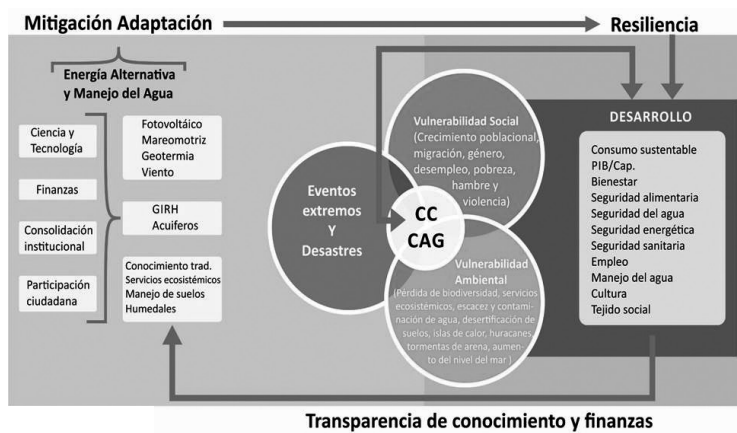 Mitigación Adaptación
Resiliencia
Energía Alternativa
y Manejo del Agua
Ciencia y
Tecnología
Finanzas
Consolidación
institucional
Participación
ciudadana
Fotovoltáico
Mareomotriz
Geotermia
Viento
GIRH
Acuiferos
Conocimiento trad.
Servicios ecosistémicos
Manejo de suelos
Humedales
Eventos
extremos
Y
Desastres
Vulnerabilidad Social
(Crecimiento poblacional,
migración, género,
desempleo, pobreza,
hambre y
violencia)
CC
CAG
Vulnerabilidad
Ambiental
(Pérdida de biodiversidad, servicios
ecosistémicos, escacez y contami-
nación de agua, desertificación de
suelos, islas de calor, huracanes
tormentas de arena, aumen-
to del nivel del mar )
DESARROLLO
Consumo sustentable
PIB/Cap.
Bienestar
Seguridad alimentaria
Seguridad del agua
Seguridad energética
Seguridad sanitaria
Empleo
Manejo del agua
Cultura
Tejido social
Transparencia de conocimiento y finanzas